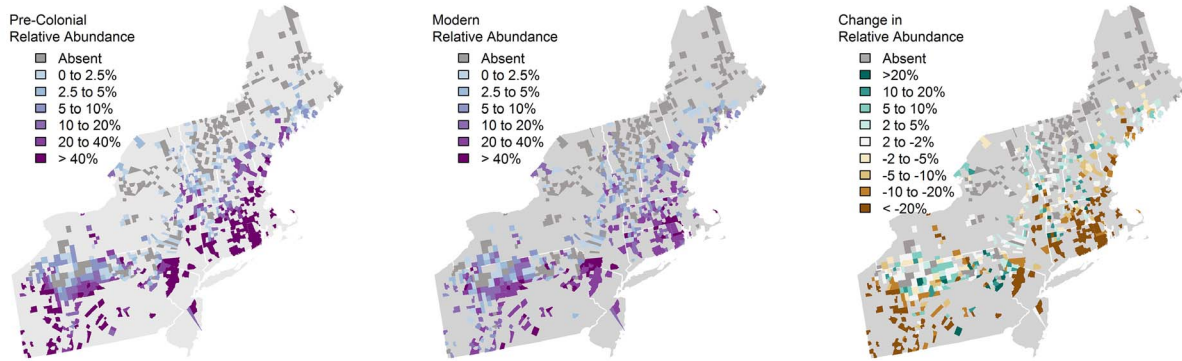 Pre-Colonial
Relative Abundance
Absent
0 to 2.5%
2.5 to 5%
5 to 10%
10 to 20%
20 to 40%
> 40%
Modern
Relative Abundance
Absent
0 to 2.5%
2.5 to 5%
5 to 10%
10 to 20%
20 to 40%
> 40%
Change in
Relative Abundance
Absent
>20%
10 to 20%
5 to 10%
2 to 5%
2 to -2%
-2 to -5%
-5 to -10%
-10 to -20%
< -20%